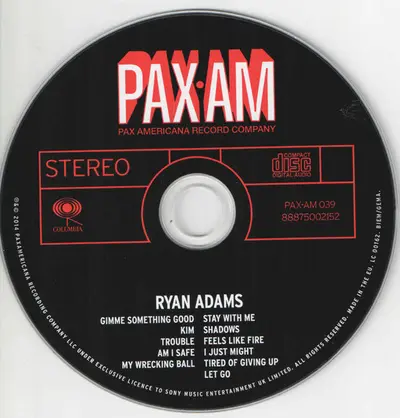 PAX·AM
PAX AMERICANA RECORD COMPANY
STEREO
COMPACT
disc
DIGITAL AUDIO
COLUMBIA
PAX-AM 039
88875002152
RYAN ADAMS
GIMME SOMETHING GOOD
KIM
TROUBLE
AM I SAFE
MY WRECKING BALL
STAY WITH ME
SHADOWS
FEELS LIKE FIRE
I JUST MIGHT
TIRED OF GIVING UP
LET GO
℗© 2014 PAXAMERICANA RECORDING COMPANY LLC UNDER EXCLUSIVE LICENCE TO SONY MUSIC ENTERTAINMENT UK LIMITED. ALL RIGHTS RESERVED. MADE IN THE EU. LC 00162. BIEM/GEMA.